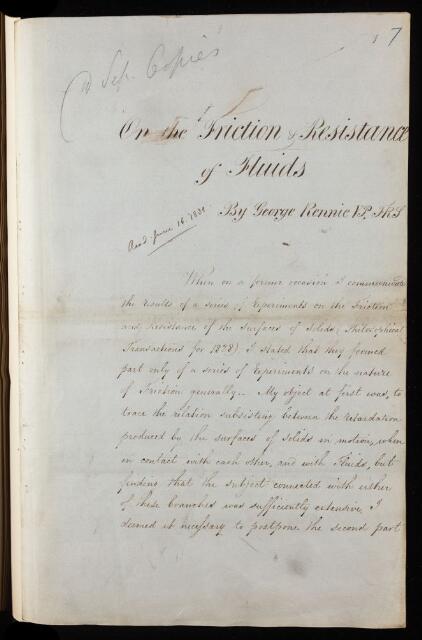 7
Sep. Copies
On the Friction & Resistance
of Fluids
By George Rennie V.P. F.R.S
Read June 16. 1831
When on a former occasion I communicated
the results of a series of Experiments on the Friction
and Resistance of the Surfaces of Solids, (Philosophical
Transactions for 1828) I stated that they formed
part only of a series of Experiments on the nature
of Friction generally.. My object at first was, to
trace the relation subsisting between the retardation
produced by the surfaces of Solids in motion, when
in contact with each other, and with Fluids, but
finding that the subject connected with either
of these branches was sufficiently extensive, I
deemed it necessary to postpone the second part